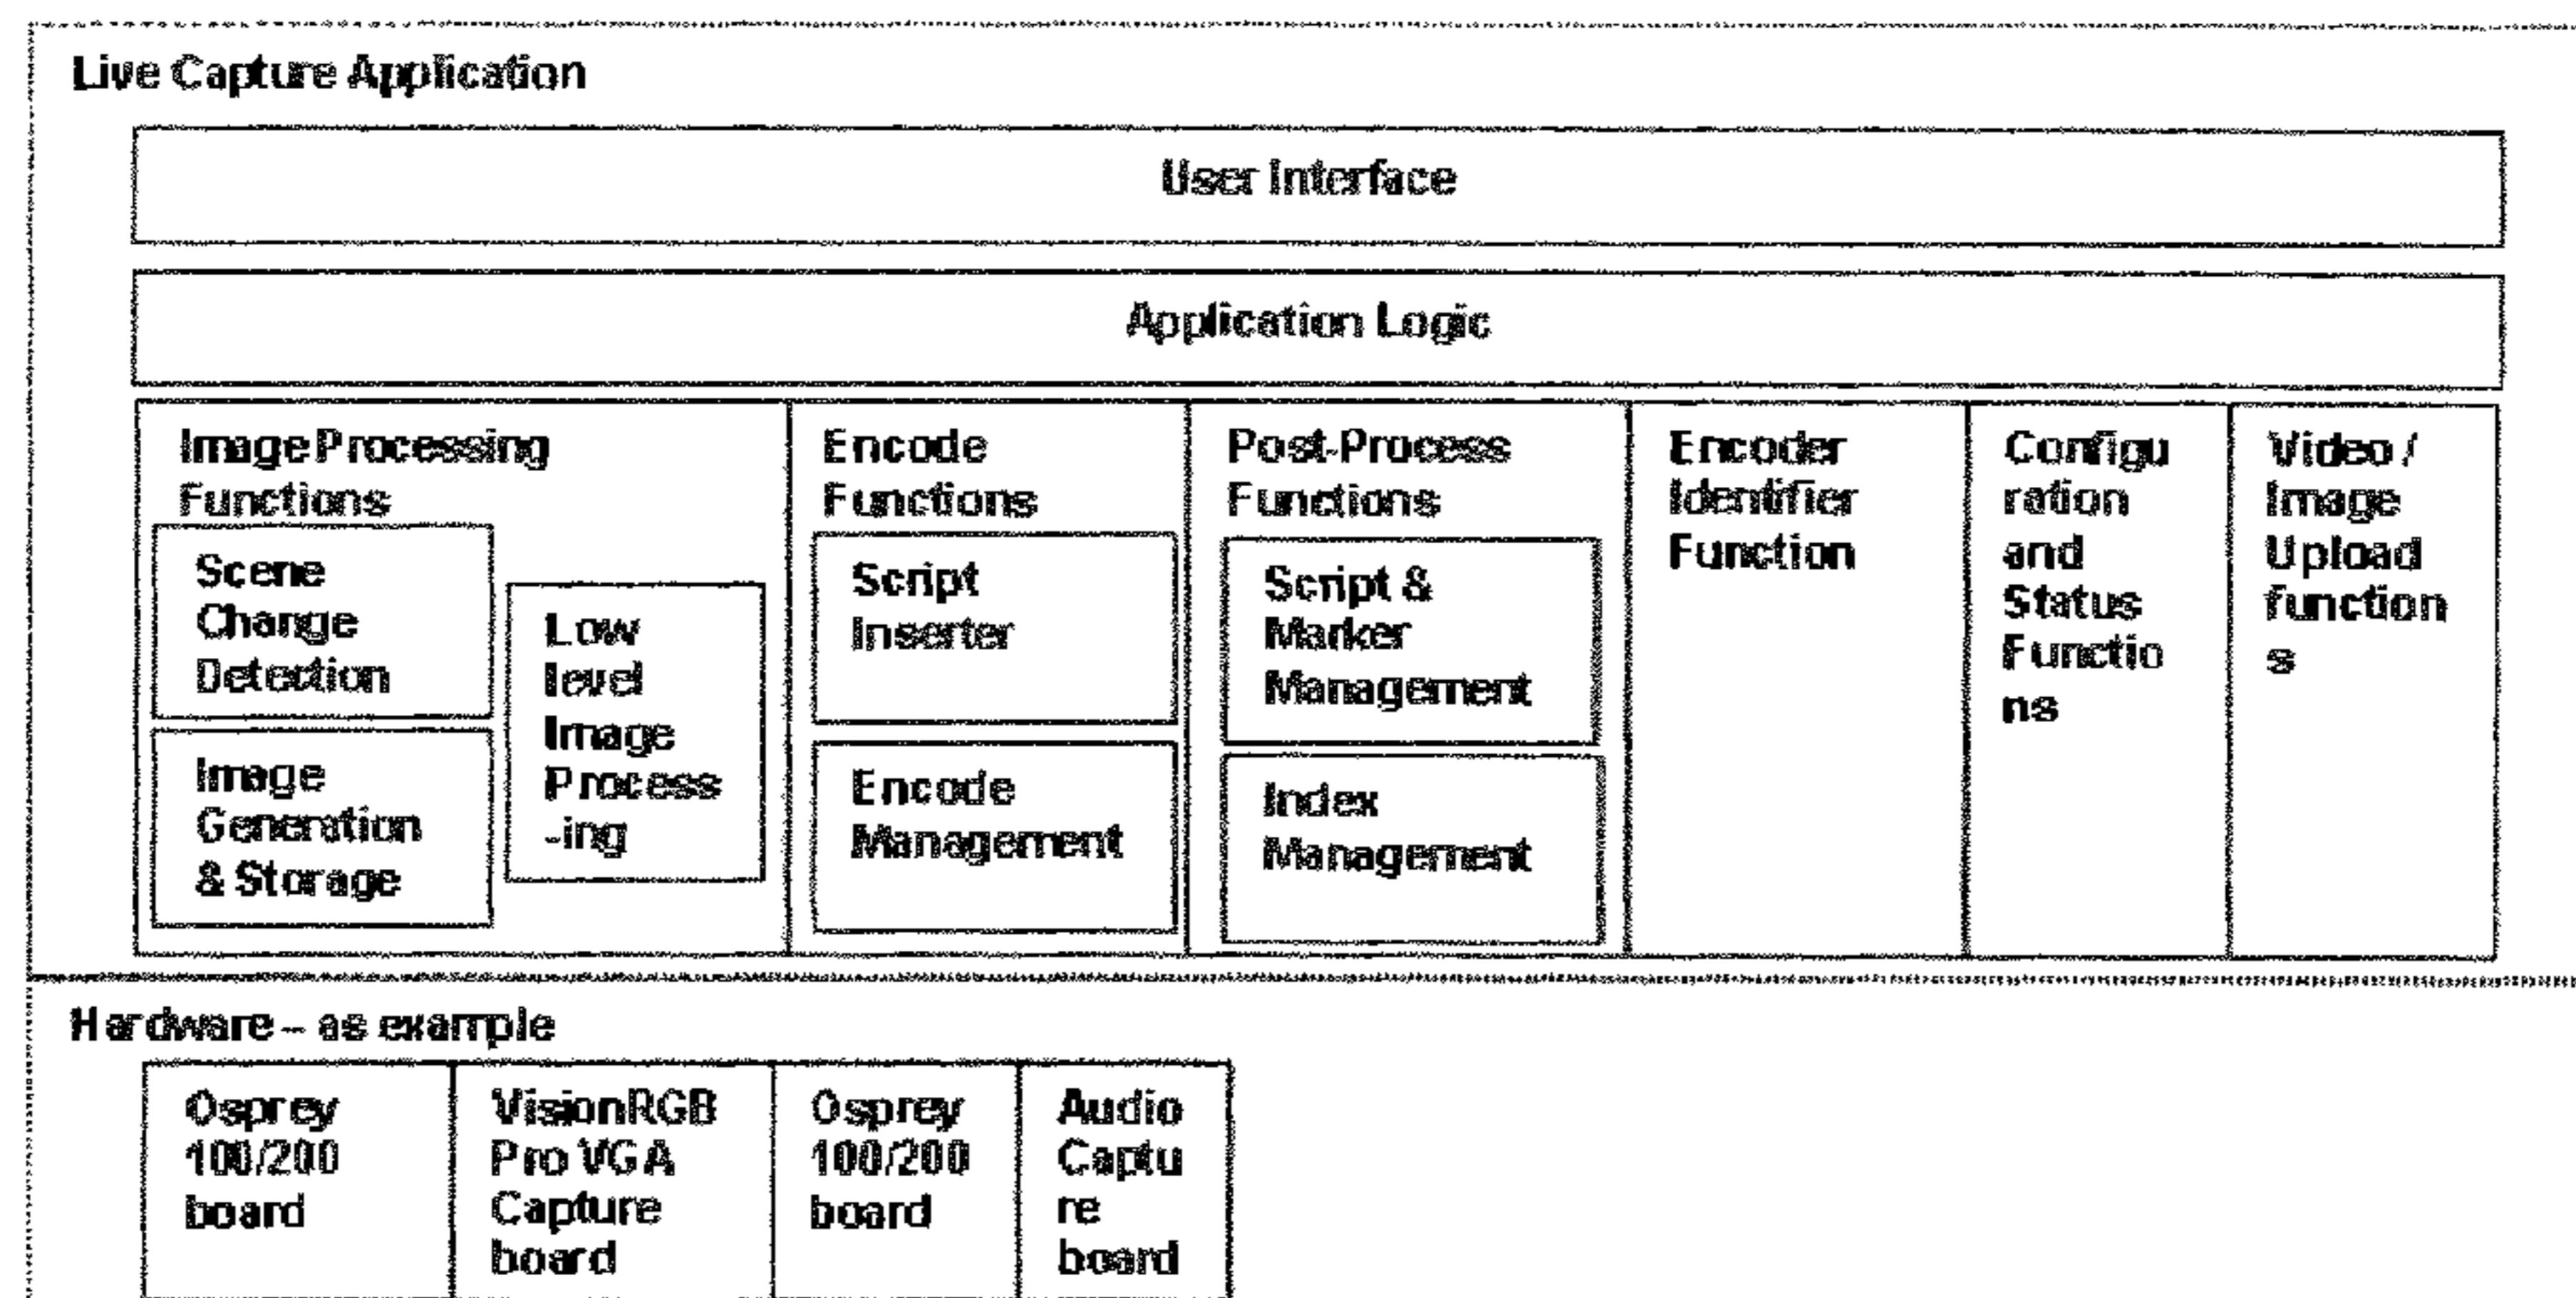 Live Capture Application
User Interface
Application Logic
Image Processing
Functions
Scene
Change
Detection
Image
Generation
& Storage
Low
level
Image
Process
-ing
Encode
Functions
Script
Inserter
Encode
Management
Post-Process
Functions
Script &
Marker
Management
Index
Management
Encoder
Identifier
Function
Configu
ration
and
Status
Functio
ns
Video /
Image
Upload
function
s
Hardware – as example
Osprey
100/200
board
VisionRGB
Pro VGA
Capture
board
Osprey
100/200
board
Audio
Captu
re
board